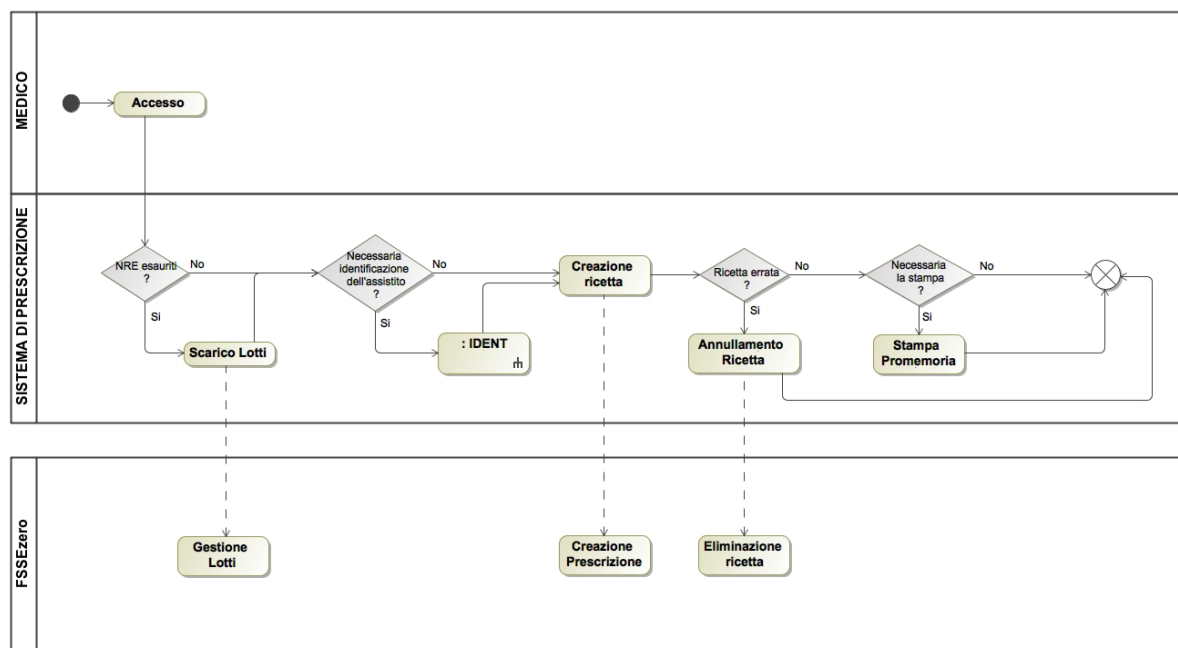 MEDICO
Accesso
SISTEMA DI PRESCRIZIONE
NRE esauriti
?
No
Si
Scarico Lotti
Necessaria
identificazione
dell'assistito
?
No
Si
: IDENT
Creazione
ricetta
Ricetta errata
?
No
Si
Annullamento
Ricetta
Necessaria
la stampa
?
No
Si
Stampa
Promemoria
FSSEzero
Gestione
Lotti
Creazione
Prescrizione
Eliminazione
ricetta